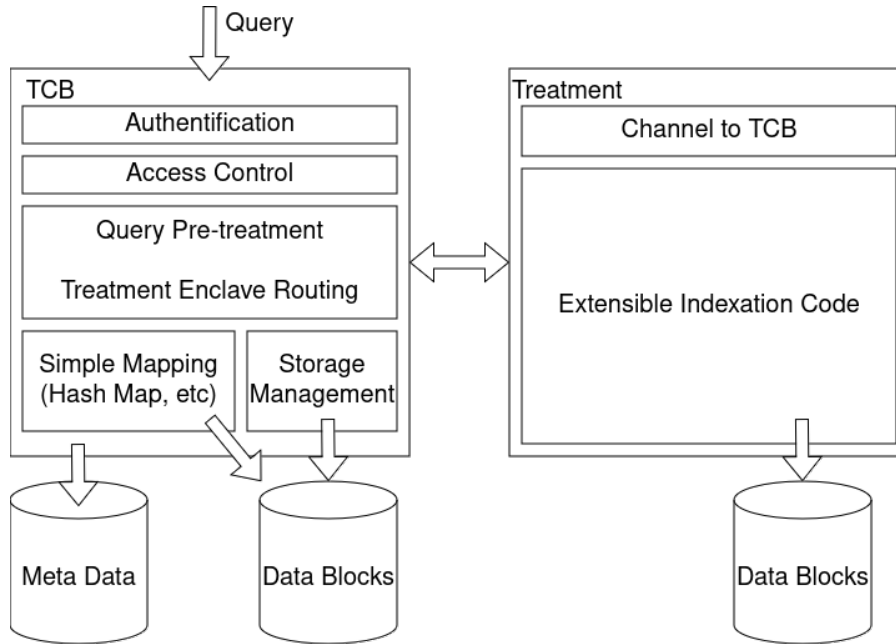 Query
TCB
Authentification
Access Control
Query Pre-treatment
Treatment Enclave Routing
Simple Mapping
(Hash Map, etc)
Storage
Management
Meta Data
Data Blocks
Treatment
Channel to TCB
Extensible Indexation Code
Data Blocks